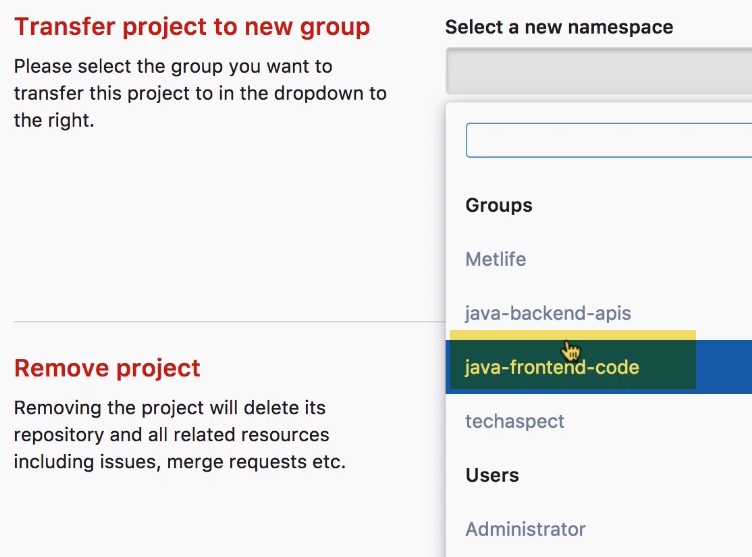 Transfer project to new group
Please select the group you want to
transfer this project to in the dropdown to
the right.
Remove project
Removing the project will delete its
repository and all related resources
including issues, merge requests etc.
Select a new namespace
Groups
Metlife
java-backend-apis
java-frontend-code
techaspect
Users
Administrator